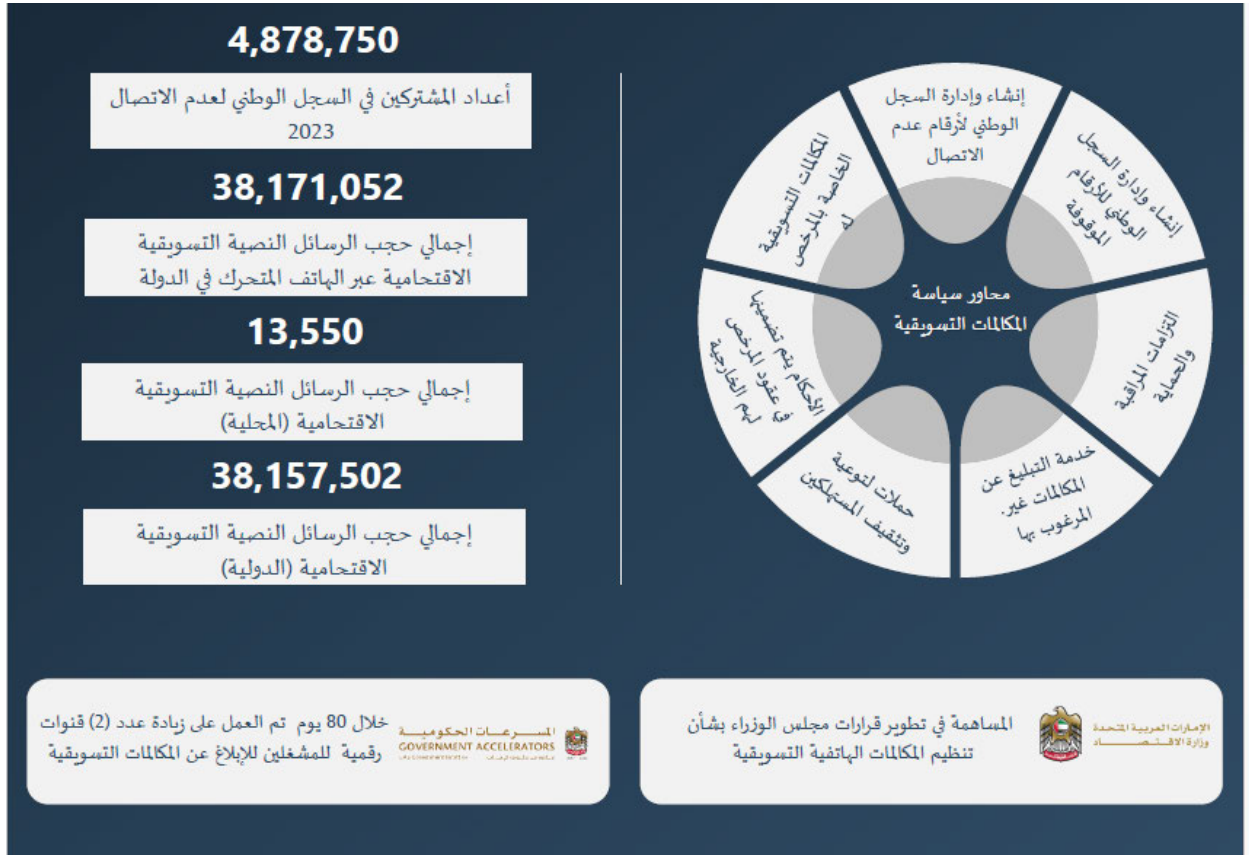 4,878,750
أعداد المشتركين في السجل الوطني لعدم الاتصال
2023
38,171,052
إجمالي حجب الرسائل النصية التسويقية
الاقتحامية عبر الهاتف المتحرك في الدولة
13,550
إجمالي حجب الرسائل النصية التسويقية
الاقتحامية (المحلية)
38,157,502
إجمالي حجب الرسائل النصية التسويقية
الاقتحامية (الدولية)
محاور سياسة
المكالمات التسويقية
إنشاء وإدارة السجل
الوطني لأرقام عدم
الاتصال
إنشاء وإدارة السجل
الوطني للأرقام
الموقوفة
التزامات المراقبة
والحماية
خدمة التبليغ عن
المكالمات غير.
المرغوب بها
حملات لتوعية
وتثقيف المستهلكين
الأحكام يتم تضمينها
في عقود المرخص
لهم الخارجية
المكالمات التسويقية
الخاصة بالمرخص
له
الإمارات العربية المتحدة
وزارة الاقتصاد
المساهمة في تطوير قرارات مجلس الوزراء بشأن
تنظيم المكالمات الهاتفية التسويقية
المسرعات الحكومية
GOVERNMENT ACCELERATORS
خلال 80 يوم تم العمل على زيادة عدد (2) قنوات
رقمية للمشغلين للإبلاغ عن المكالمات التسويقية